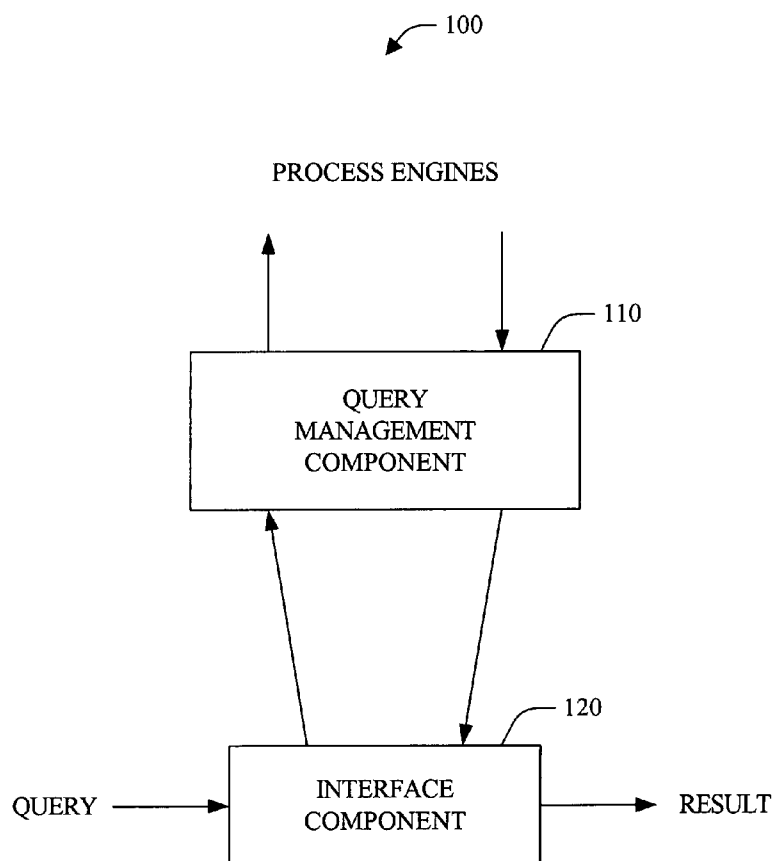 100
PROCESS ENGINES
110
QUERY
MANAGEMENT
COMPONENT
120
QUERY
INTERFACE
COMPONENT
RESULT